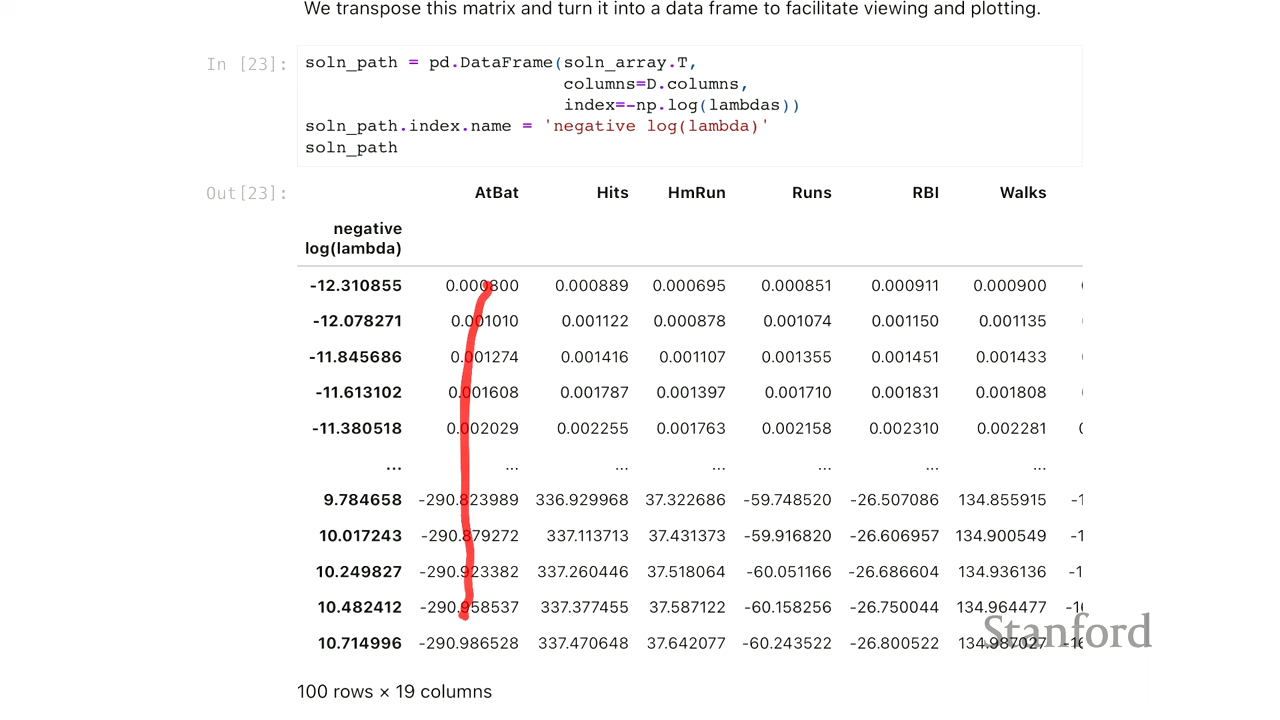 We transpose this matrix and turn it into a data frame to facilitate viewing and plotting.
In [23]: soln_path = pd.DataFrame(soln_array.T,
columns=D.columns,
index=-np.log(lambdas))
soln_path.index.name = 'negative log(lambda)'
soln_path
Out[23]: AtBat Hits HmRun Runs RBI Walks
negative
log(lambda)
-12.310855 0.000800 0.000889 0.000695 0.000851 0.000911 0.000900
-12.078271 0.001010 0.001122 0.000878 0.001074 0.001150 0.001135
-11.845686 0.001274 0.001416 0.001107 0.001355 0.001451 0.001433
-11.613102 0.001608 0.001787 0.001397 0.001710 0.001831 0.001808
-11.380518 0.002029 0.002255 0.001763 0.002158 0.002310 0.002281
... ... ... ... ... ... ...
9.784658 -290.823989 336.929968 37.322686 -59.748520 -26.507086 134.855915 -1
10.017243 -290.879272 337.113713 37.431373 -59.916820 -26.606957 134.900549 -1
10.249827 -290.923382 337.260446 37.518064 -60.051166 -26.686604 134.936136 -1
10.482412 -290.958537 337.377455 37.587122 -60.158256 -26.750044 134.964477
10.714996 -290.986528 337.470648 37.642077 -60.243522 -26.800522 134.987027
Stanford
100 rows × 19 columns